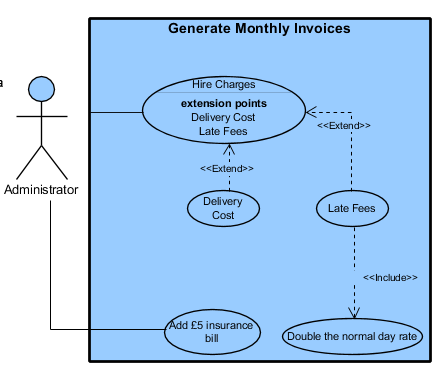 Generate Monthly Invoices
a
Hire Charges
extension points
Delivery Cost
Late Fees
<<Extend>>
<<Extend>>
Administrator
Delivery
Cost
Late Fees
<<Include>>
Add £5 insurance
bill
Double the normal day rate